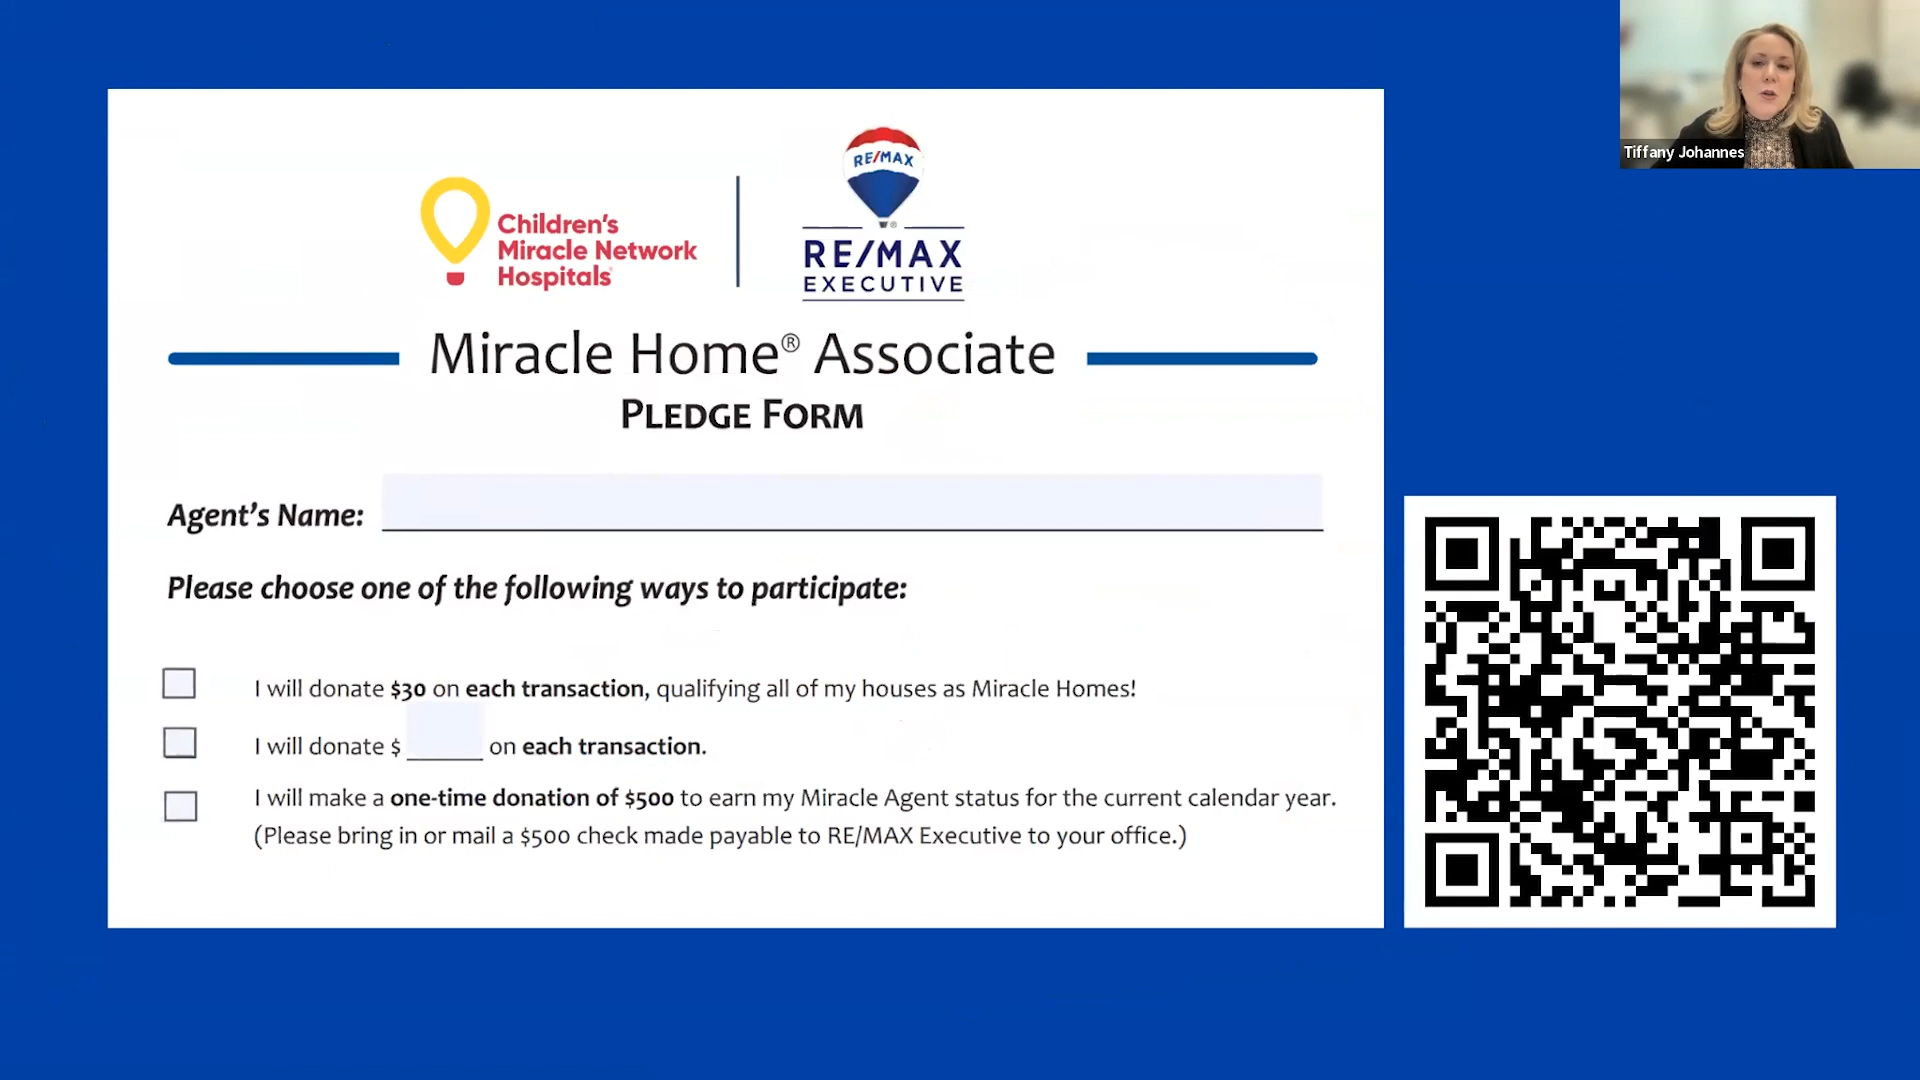 Tiffany Johannes
Children's
Miracle Network
Hospitals
RE/MAX
RE/MAX
EXECUTIVE
Miracle Home® Associate
PLEDGE FORM
Agent's Name:
Please choose one of the following ways to participate:
I will donate $30 on each transaction, qualifying all of my houses as Miracle Homes!
I will donate $ ______ on each transaction.
I will make a one-time donation of $500 to earn my Miracle Agent status for the current calendar year.
(Please bring in or mail a $500 check made payable to RE/MAX Executive to your office.)